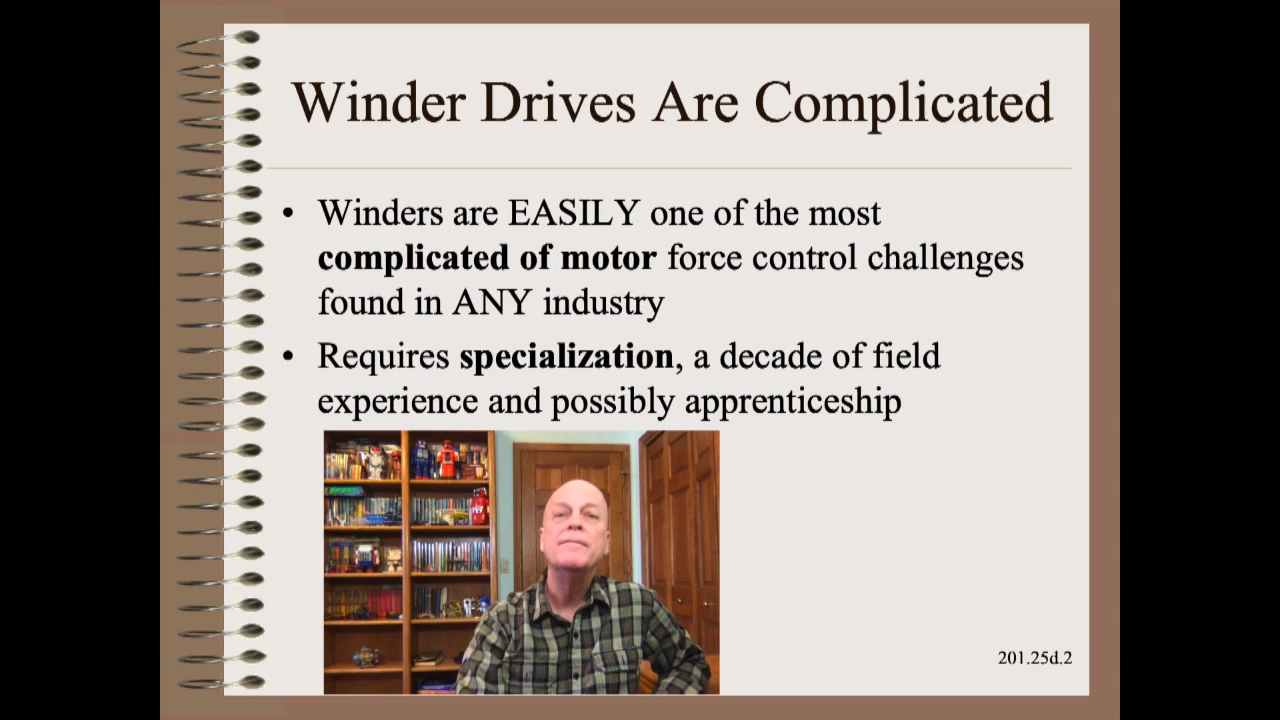 Winder Drives Are Complicated
• Winders are EASILY one of the most
complicated of motor force control challenges
found in ANY industry
• Requires specialization, a decade of field
experience and possibly apprenticeship
201.25d.2